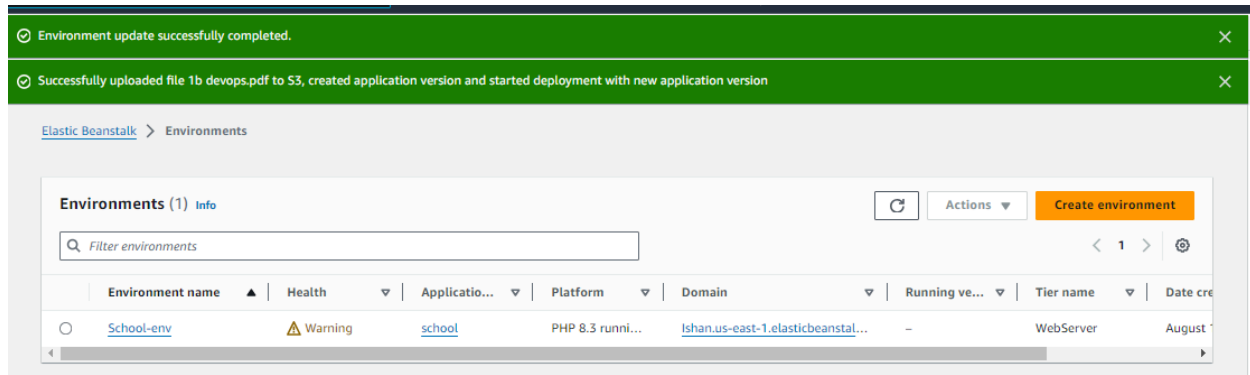 Environment update successfully completed.
Successfully uploaded file 1b devops.pdf to S3, created application version and started deployment with new application version
Elastic Beanstalk > Environments
Environments (1) Info
Actions
Create environment
Filter environments
1
Environment name Health Applicatio... Platform Domain Running ve... Tier name Date cre
School-env Warning school PHP 8.3 runni... Ishan.us-east-1.elasticbeanstal... – WebServer August 1